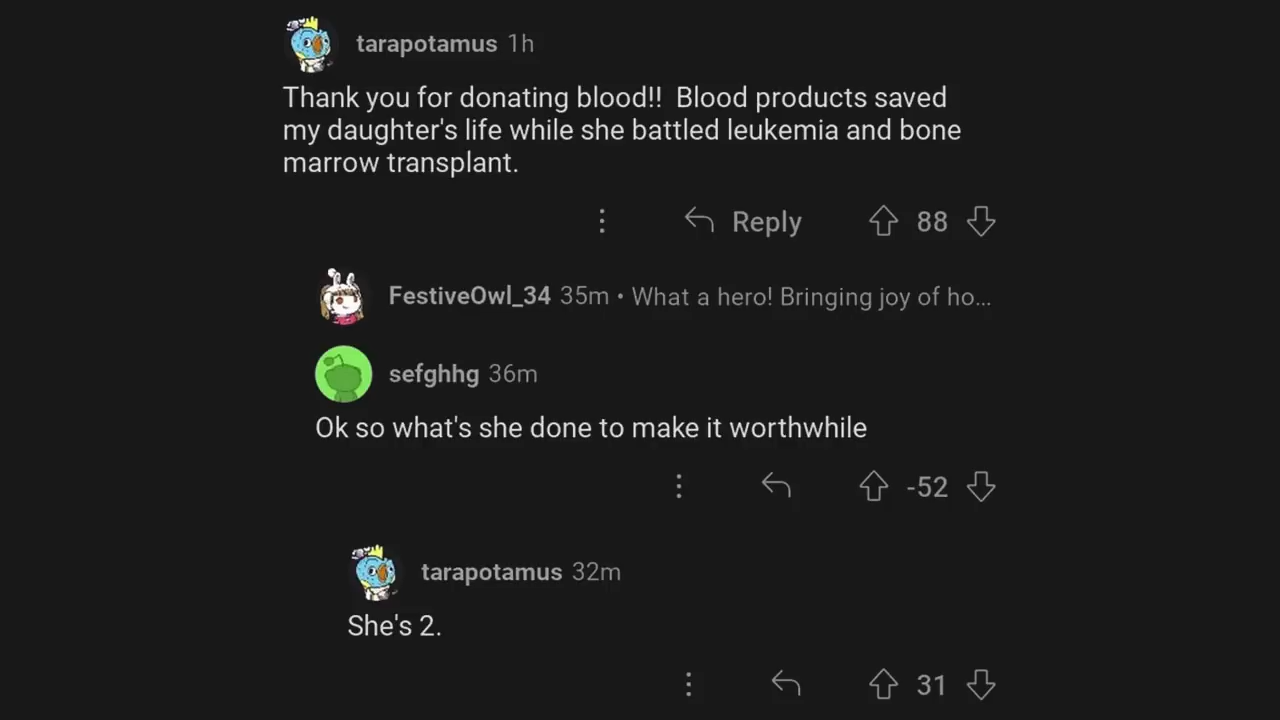 tarapotamus 1h
Thank you for donating blood!! Blood products saved
my daughter's life while she battled leukemia and bone
marrow transplant.
Reply 88
FestiveOwl_34 35m • What a hero! Bringing joy of ho...
sefghhg 36m
Ok so what's she done to make it worthwhile
-52
tarapotamus 32m
She's 2.
31